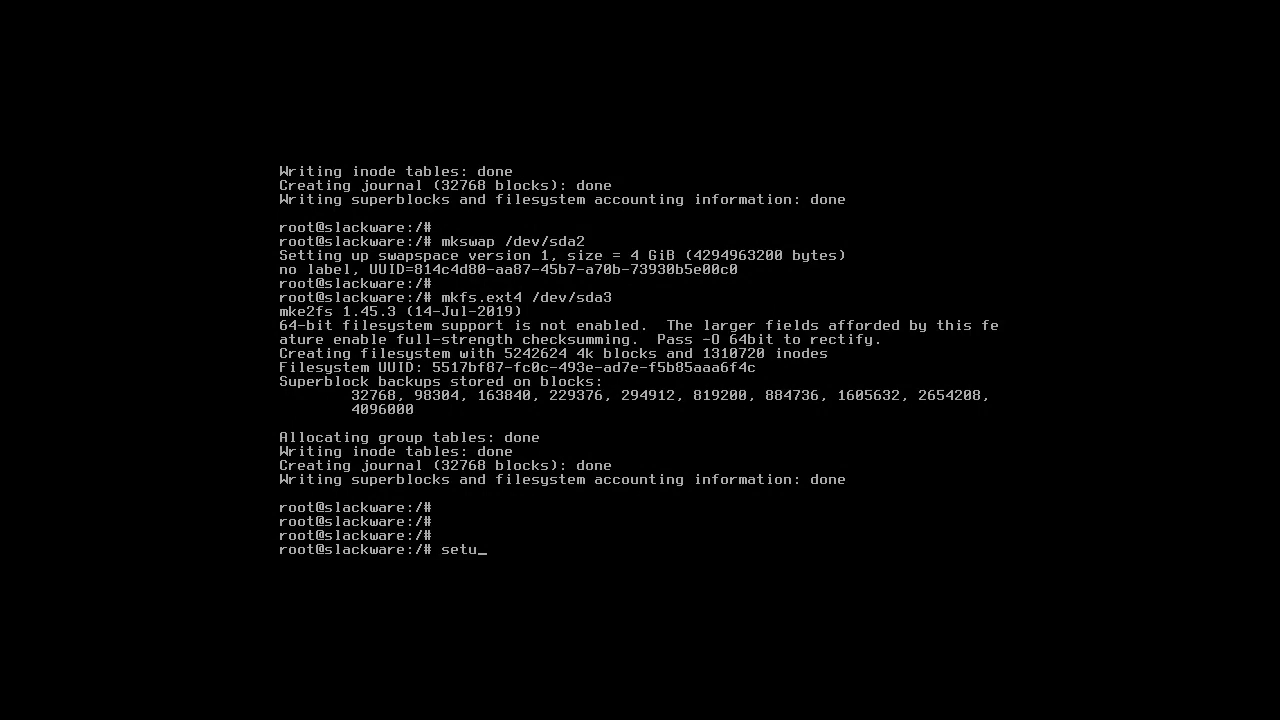 Writing inode tables: done
Creating journal (32768 blocks): done
Writing superblocks and filesystem accounting information: done
root@slackware:/#
root@slackware:/# mkswap /dev/sda2
Setting up swapspace version 1, size = 4 GiB (4294963200 bytes)
no label, UUID=814c4d80-aa87-45b7-a70b-73930b5e00c0
root@slackware:/#
root@slackware:/# mkfs.ext4 /dev/sda3
mke2fs 1.45.3 (14-Jul-2019)
64-bit filesystem support is not enabled.  The larger fields afforded by this fe
ature enable full-strength checksumming.  Pass -O 64bit to rectify.
Creating filesystem with 5242624 4k blocks and 1310720 inodes
Filesystem UUID: 5517bf87-fc0c-493e-ad7e-f5b85aaa6f4c
Superblock backups stored on blocks:
32768, 98304, 163840, 229376, 294912, 819200, 884736, 1605632, 2654208,
4096000
Allocating group tables: done
Writing inode tables: done
Creating journal (32768 blocks): done
Writing superblocks and filesystem accounting information: done
root@slackware:/#
root@slackware:/#
root@slackware:/#
root@slackware:/# setu_